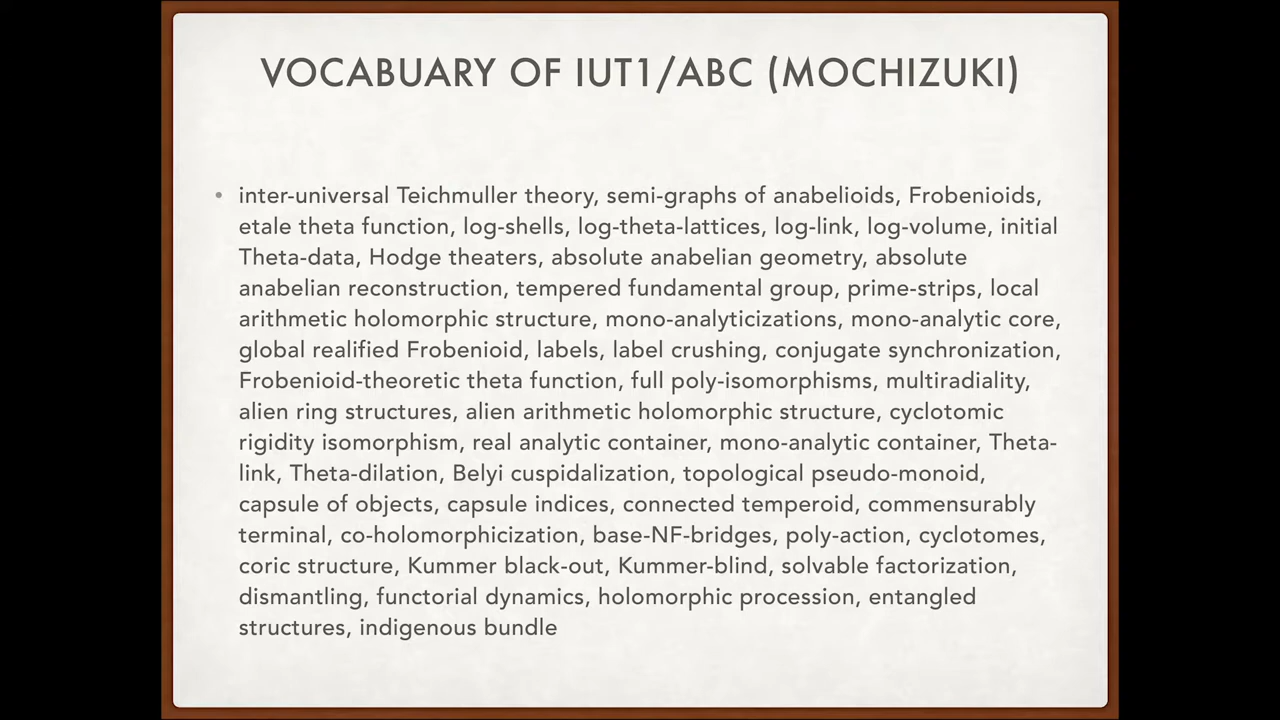 VOCABUARY OF IUT1/ABC (MOCHIZUKI)
• inter-universal Teichmuller theory, semi-graphs of anabelioids, Frobenioids,
etale theta function, log-shells, log-theta-lattices, log-link, log-volume, initial
Theta-data, Hodge theaters, absolute anabelian geometry, absolute
anabelian reconstruction, tempered fundamental group, prime-strips, local
arithmetic holomorphic structure, mono-analyticizations, mono-analytic core,
global realified Frobenioid, labels, label crushing, conjugate synchronization,
Frobenioid-theoretic theta function, full poly-isomorphisms, multiradiality,
alien ring structures, alien arithmetic holomorphic structure, cyclotomic
rigidity isomorphism, real analytic container, mono-analytic container, Theta-
link, Theta-dilation, Belyi cuspidalization, topological pseudo-monoid,
capsule of objects, capsule indices, connected temperoid, commensurably
terminal, co-holomorphicization, base-NF-bridges, poly-action, cyclotomes,
coric structure, Kummer black-out, Kummer-blind, solvable factorization,
dismantling, functorial dynamics, holomorphic procession, entangled
structures, indigenous bundle